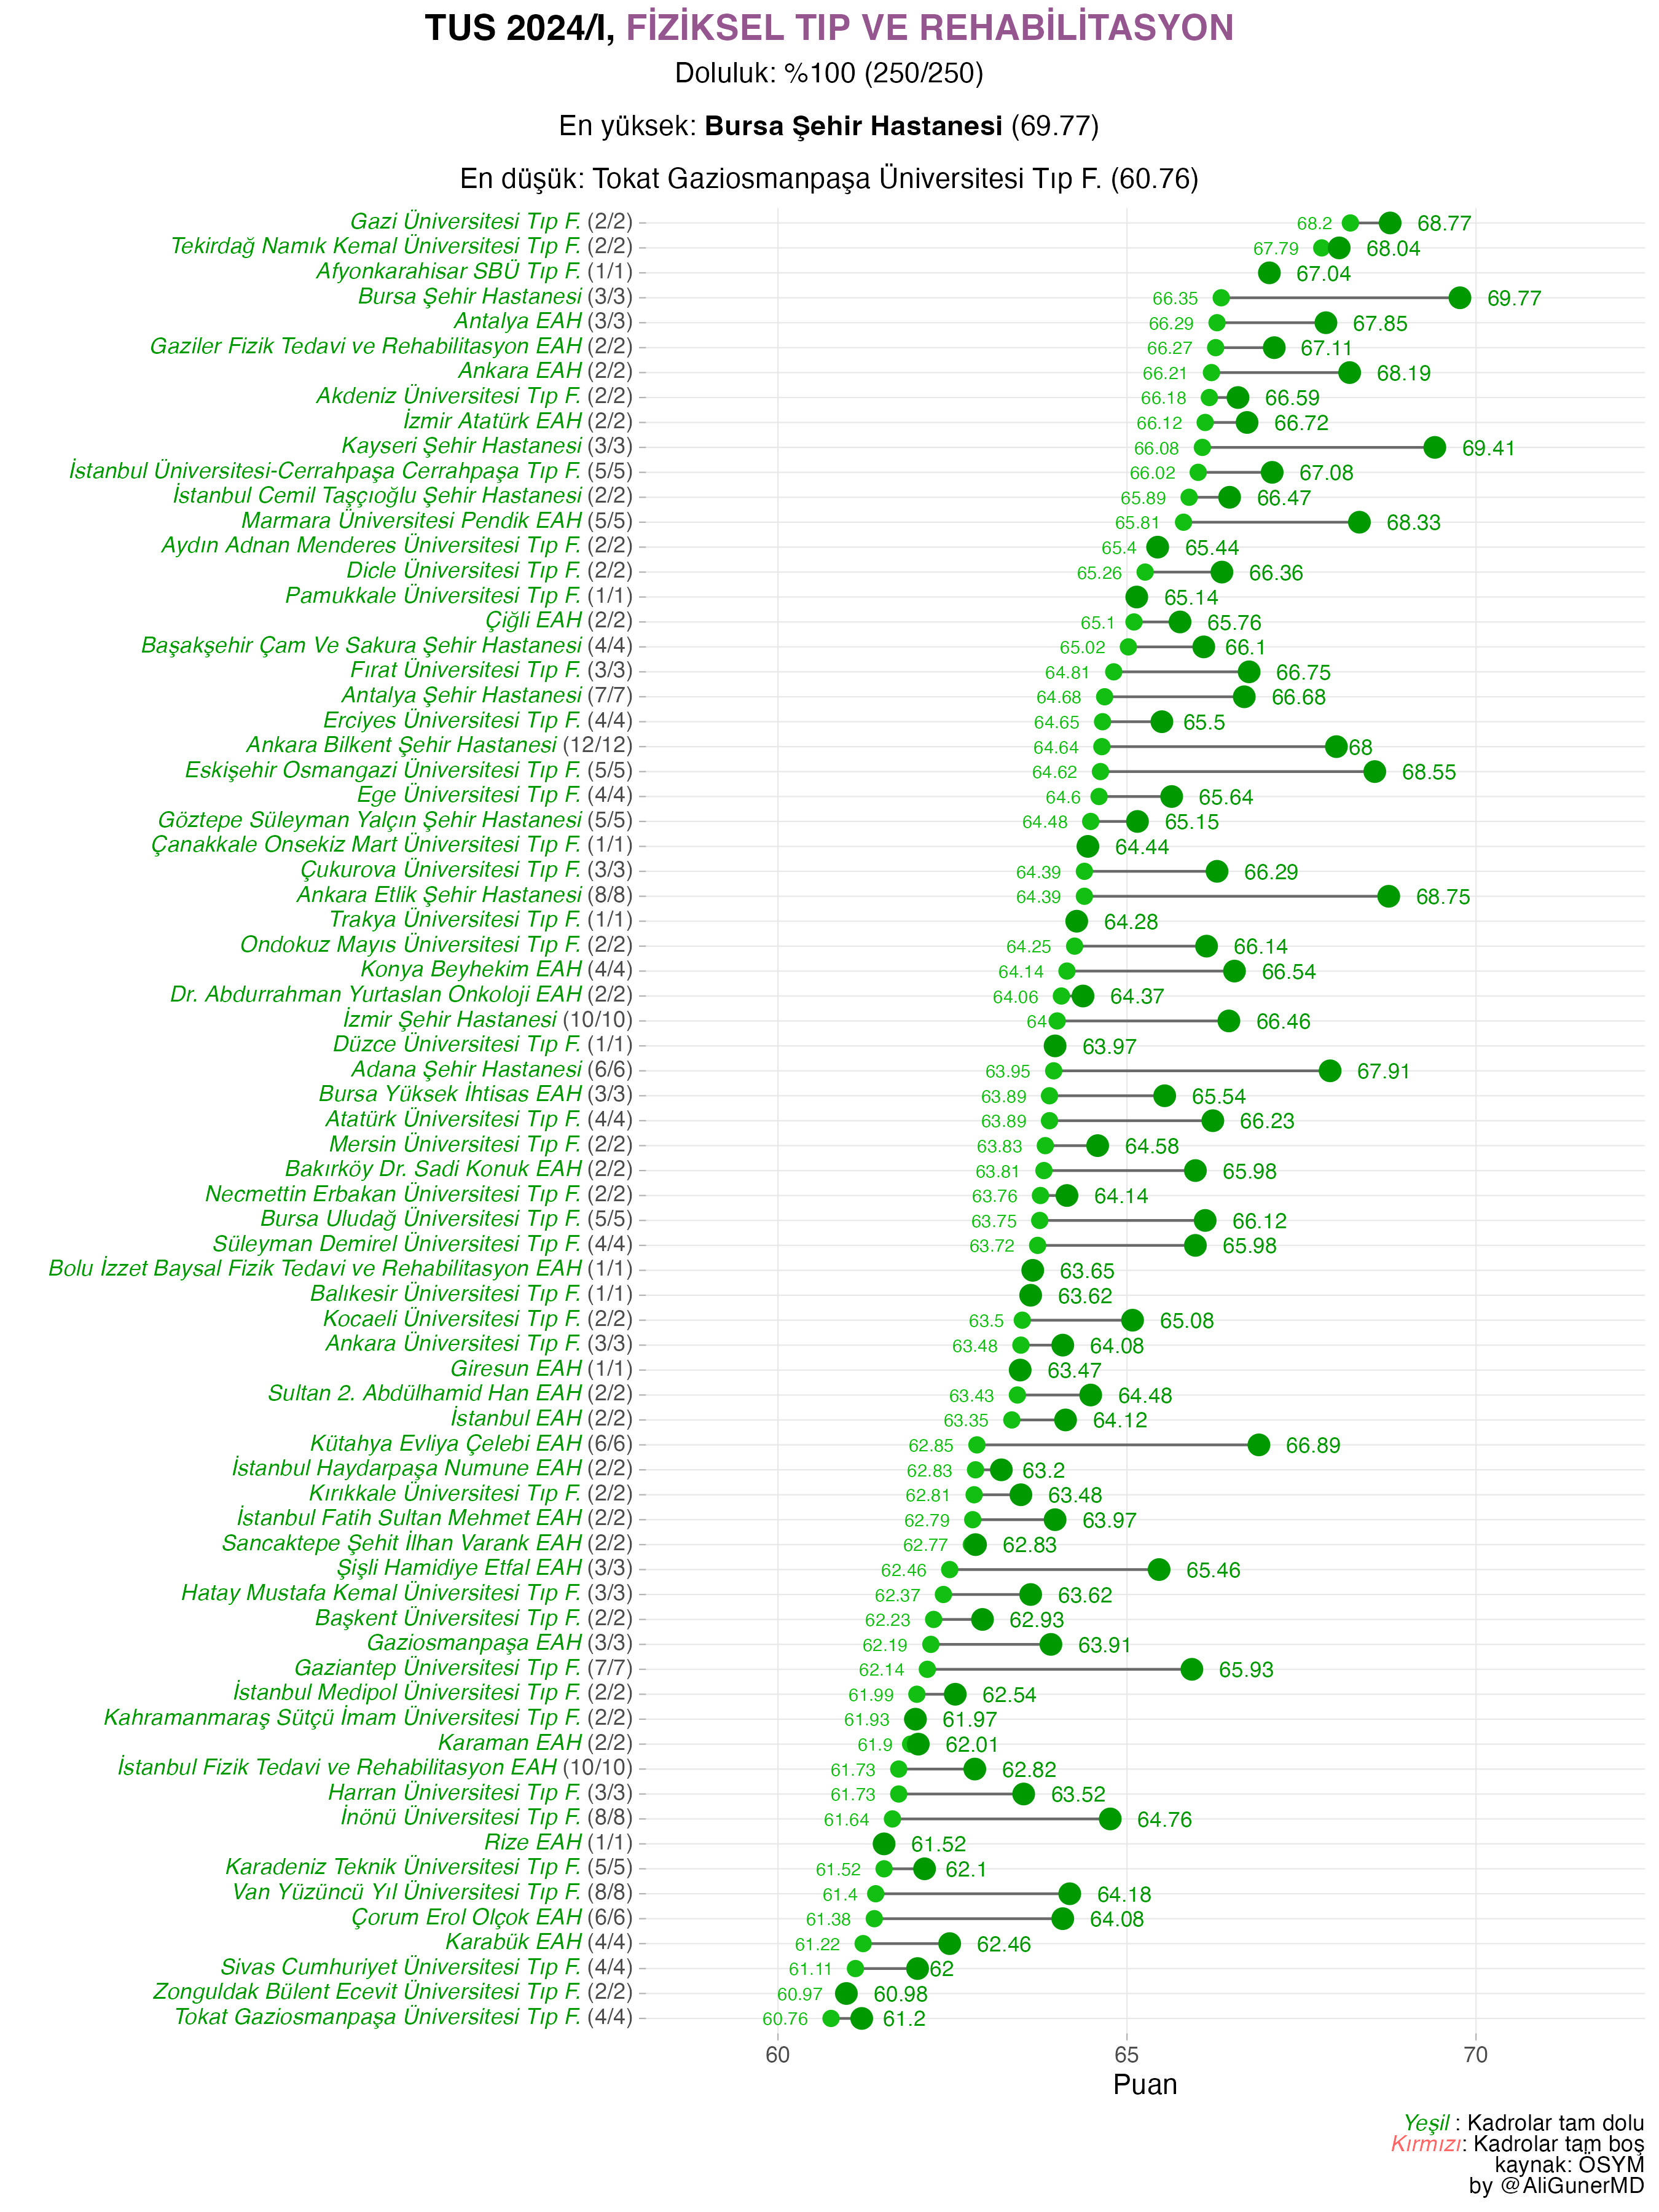 TUS 2024/I, FİZİKSEL TIP VE REHABİLİTASYON
Doluluk: %100 (250/250)
En yüksek: Bursa Şehir Hastanesi (69.77)
En düşük: Tokat Gaziosmanpaşa Üniversitesi Tıp F. (60.76)
Gazi Üniversitesi Tıp F. (2/2) 68.2 68.77
Tekirdağ Namık Kemal Üniversitesi Tıp F. (2/2) 67.79 68.04
Afyonkarahisar SBÜ Tıp F. (1/1) 67.04
Bursa Şehir Hastanesi (3/3) 66.35 69.77
Antalya EAH (3/3) 66.29 67.85
Gaziler Fizik Tedavi ve Rehabilitasyon EAH (2/2) 66.27 67.11
Ankara EAH (2/2) 66.21 68.19
Akdeniz Üniversitesi Tıp F. (2/2) 66.18 66.59
İzmir Atatürk EAH (2/2) 66.12 66.72
Kayseri Şehir Hastanesi (3/3) 66.08 69.41
İstanbul Üniversitesi-Cerrahpaşa Cerrahpaşa Tıp F. (5/5) 66.02 67.08
İstanbul Cemil Taşçıoğlu Şehir Hastanesi (2/2) 65.89 66.47
Marmara Üniversitesi Pendik EAH (5/5) 65.81 68.33
Aydın Adnan Menderes Üniversitesi Tıp F. (2/2) 65.4 65.44
Dicle Üniversitesi Tıp F. (2/2) 65.26 66.36
Pamukkale Üniversitesi Tıp F. (1/1) 65.14
Çiğli EAH (2/2) 65.1 65.76
Başakşehir Çam Ve Sakura Şehir Hastanesi (4/4) 65.02 66.1
Fırat Üniversitesi Tıp F. (3/3) 64.81 66.75
Antalya Şehir Hastanesi (7/7) 64.68 66.68
Erciyes Üniversitesi Tıp F. (4/4) 64.65 65.5
Ankara Bilkent Şehir Hastanesi (12/12) 64.64 68
Eskişehir Osmangazi Üniversitesi Tıp F. (5/5) 64.62 68.55
Ege Üniversitesi Tıp F. (4/4) 64.6 65.64
Göztepe Süleyman Yalçın Şehir Hastanesi (5/5) 64.48 65.15
Çanakkale Onsekiz Mart Üniversitesi Tıp F. (1/1) 64.44
Çukurova Üniversitesi Tıp F. (3/3) 64.39 66.29
Ankara Etlik Şehir Hastanesi (8/8) 64.39 68.75
Trakya Üniversitesi Tıp F. (1/1) 64.28
Ondokuz Mayıs Üniversitesi Tıp F. (2/2) 64.25 66.14
Konya Beyhekim EAH (4/4) 64.14 66.54
Dr. Abdurrahman Yurtaslan Onkoloji EAH (2/2) 64.06 64.37
İzmir Şehir Hastanesi (10/10) 64 66.46
Düzce Üniversitesi Tıp F. (1/1) 63.97
Adana Şehir Hastanesi (6/6) 63.95 67.91
Bursa Yüksek İhtisas EAH (3/3) 63.89 65.54
Atatürk Üniversitesi Tıp F. (4/4) 63.89 66.23
Mersin Üniversitesi Tıp F. (2/2) 63.83 64.58
Bakırköy Dr. Sadi Konuk EAH (2/2) 63.81 65.98
Necmettin Erbakan Üniversitesi Tıp F. (2/2) 63.76 64.14
Bursa Uludağ Üniversitesi Tıp F. (5/5) 63.75 66.12
Süleyman Demirel Üniversitesi Tıp F. (4/4) 63.72 65.98
Bolu İzzet Baysal Fizik Tedavi ve Rehabilitasyon EAH (1/1) 63.65
Balıkesir Üniversitesi Tıp F. (1/1) 63.62
Kocaeli Üniversitesi Tıp F. (2/2) 63.5 65.08
Ankara Üniversitesi Tıp F. (3/3) 63.48 64.08
Giresun EAH (1/1) 63.47
Sultan 2. Abdülhamid Han EAH (2/2) 63.43 64.48
İstanbul EAH (2/2) 63.35 64.12
Kütahya Evliya Çelebi EAH (6/6) 62.85 66.89
İstanbul Haydarpaşa Numune EAH (2/2) 62.83 63.2
Kırıkkale Üniversitesi Tıp F. (2/2) 62.81 63.48
İstanbul Fatih Sultan Mehmet EAH (2/2) 62.79 63.97
Sancaktepe Şehit İlhan Varank EAH (2/2) 62.77 62.83
Şişli Hamidiye Etfal EAH (3/3) 62.46 65.46
Hatay Mustafa Kemal Üniversitesi Tıp F. (3/3) 62.37 63.62
Başkent Üniversitesi Tıp F. (2/2) 62.23 62.93
Gaziosmanpaşa EAH (3/3) 62.19 63.91
Gaziantep Üniversitesi Tıp F. (7/7) 62.14 65.93
İstanbul Medipol Üniversitesi Tıp F. (2/2) 61.99 62.54
Kahramanmaraş Sütçü İmam Üniversitesi Tıp F. (2/2) 61.93 61.97
Karaman EAH (2/2) 61.9 62.01
İstanbul Fizik Tedavi ve Rehabilitasyon EAH (10/10) 61.73 62.82
Harran Üniversitesi Tıp F. (3/3) 61.73 63.52
İnönü Üniversitesi Tıp F. (8/8) 61.64 64.76
Rize EAH (1/1) 61.52
Karadeniz Teknik Üniversitesi Tıp F. (5/5) 61.52 62.1
Van Yüzüncü Yıl Üniversitesi Tıp F. (8/8) 61.4 64.18
Çorum Erol Olçok EAH (6/6) 61.38 64.08
Karabük EAH (4/4) 61.22 62.46
Sivas Cumhuriyet Üniversitesi Tıp F. (4/4) 61.11 62
Zonguldak Bülent Ecevit Üniversitesi Tıp F. (2/2) 60.97 60.98
Tokat Gaziosmanpaşa Üniversitesi Tıp F. (4/4) 60.76 61.2
60 65 70
Puan
Yeşil : Kadrolar tam dolu
Kırmızı: Kadrolar tam boş
kaynak: ÖSYM
by @AliGunerMD